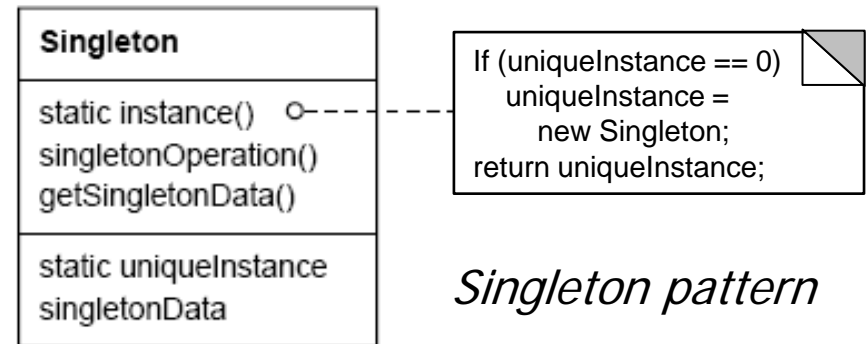 Singleton
static instance()
singletonOperation()
getSingletonData()
static uniqueInstance
singletonData
If (uniqueInstance == 0)
uniqueInstance =
new Singleton;
return uniqueInstance;
Singleton pattern